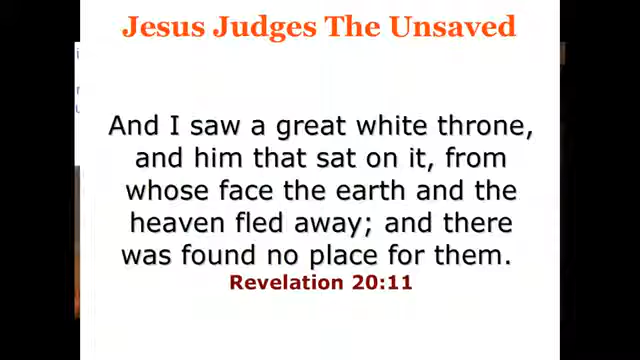 Jesus Judges The Unsaved
And I saw a great white throne,
and him that sat on it, from
whose face the earth and the
heaven fled away; and there
was found no place for them.
Revelation 20:11